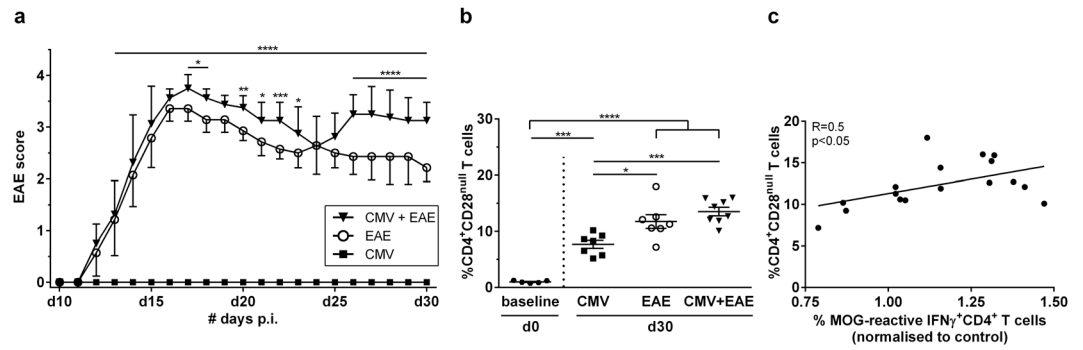 a
EAE score
4
3
2
1
0
****
*
**
*
***
*
****
CMV + EAE
EAE
CMV
d10
d15
d20
d25
d30
# days p.i.
b
%CD4+CD28null T cells
30
20
10
0
****
***
***
*
baseline
CMV
EAE
CMV+EAE
d0
d30
c
%CD4+CD28null T cells
20
15
10
5
0
R=0.5
p<0.05
0.75
1.00
1.25
1.50
% MOG-reactive IFNγ+CD4+ T cells
(normalised to control)